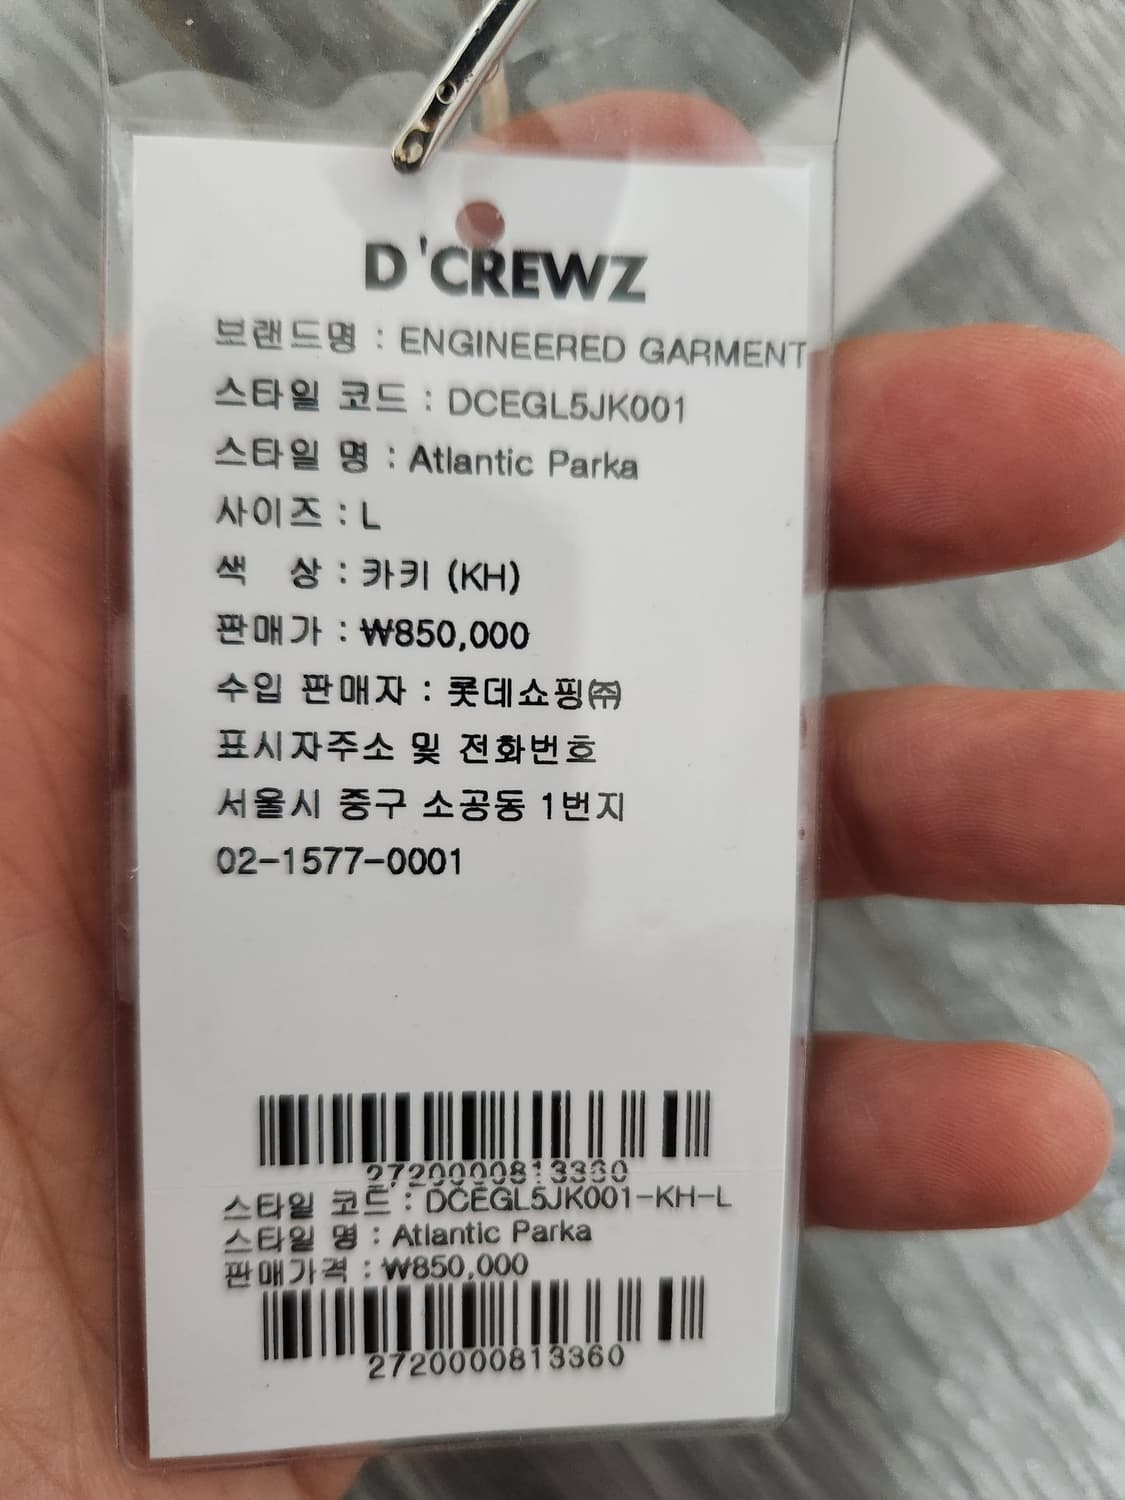 D'CREWZ
브랜드명 : ENGINEERED GARMENT
스타일 코드 : DCEGL5JK001
스타일 명 : Atlantic Parka
사이즈 : L
색 상 : 카키 (KH)
판매가 : ₩850,000
수입 판매자 : 롯데쇼핑㈜
표시자주소 및 전화번호
서울시 중구 소공동 1번지
02-1577-0001
2720000813360
스타일 코드 : DCEGL5JK001-KH-L
스타일 명 : Atlantic Parka
판매가격 : ₩850,000
2720000813360